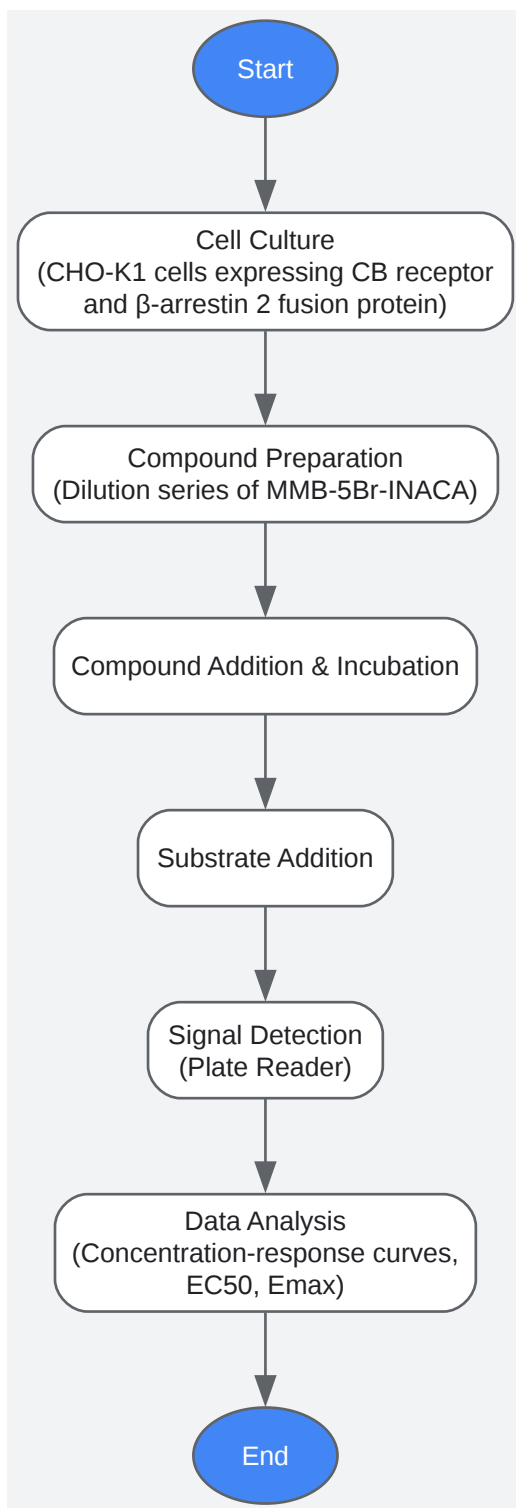 Start
Cell Culture
(CHO-K1 cells expressing CB receptor
and β-arrestin 2 fusion protein)
Compound Preparation
(Dilution series of MMB-5Br-INACA)
Compound Addition & Incubation
Substrate Addition
Signal Detection
(Plate Reader)
Data Analysis
(Concentration-response curves,
EC50, Emax)
End